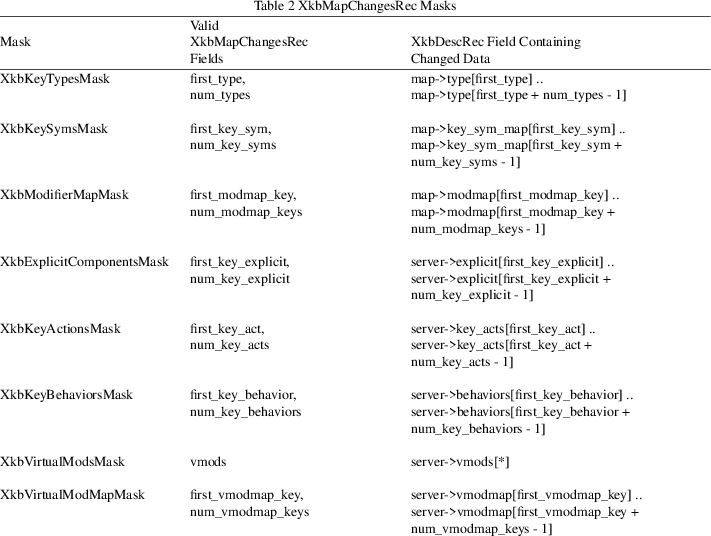 Table 2 XkbMapChangesRec Masks
Mask
Valid
XkbMapChangesRec
Fields
XkbDescRec Field Containing
Changed Data
XkbKeyTypesMask
first_type,
num_types
map->type[first_type] ..
map->type[first_type + num_types - 1]
XkbKeySymsMask
first_key_sym,
num_key_syms
map->key_sym_map[first_key_sym] ..
map->key_sym_map[first_key_sym +
num_key_syms - 1]
XkbModifierMapMask
first_modmap_key,
num_modmap_keys
map->modmap[first_modmap_key] ..
map->modmap[first_modmap_key +
num_modmap_keys - 1]
XkbExplicitComponentsMask
first_key_explicit,
num_key_explicit
server->explicit[first_key_explicit] ..
server->explicit[first_key_explicit +
num_key_explicit - 1]
XkbKeyActionsMask
first_key_act,
num_key_acts
server->key_acts[first_key_act] ..
server->key_acts[first_key_act +
num_key_acts - 1]
XkbKeyBehaviorsMask
first_key_behavior,
num_key_behaviors
server->behaviors[first_key_behavior] ..
server->behaviors[first_key_behavior +
num_key_behaviors - 1]
XkbVirtualModsMask
vmods
server->vmods[*]
XkbVirtualModMapMask
first_vmodmap_key,
num_vmodmap_keys
server->vmodmap[first_vmodmap_key] ..
server->vmodmap[first_vmodmap_key +
num_vmodmap_keys - 1]